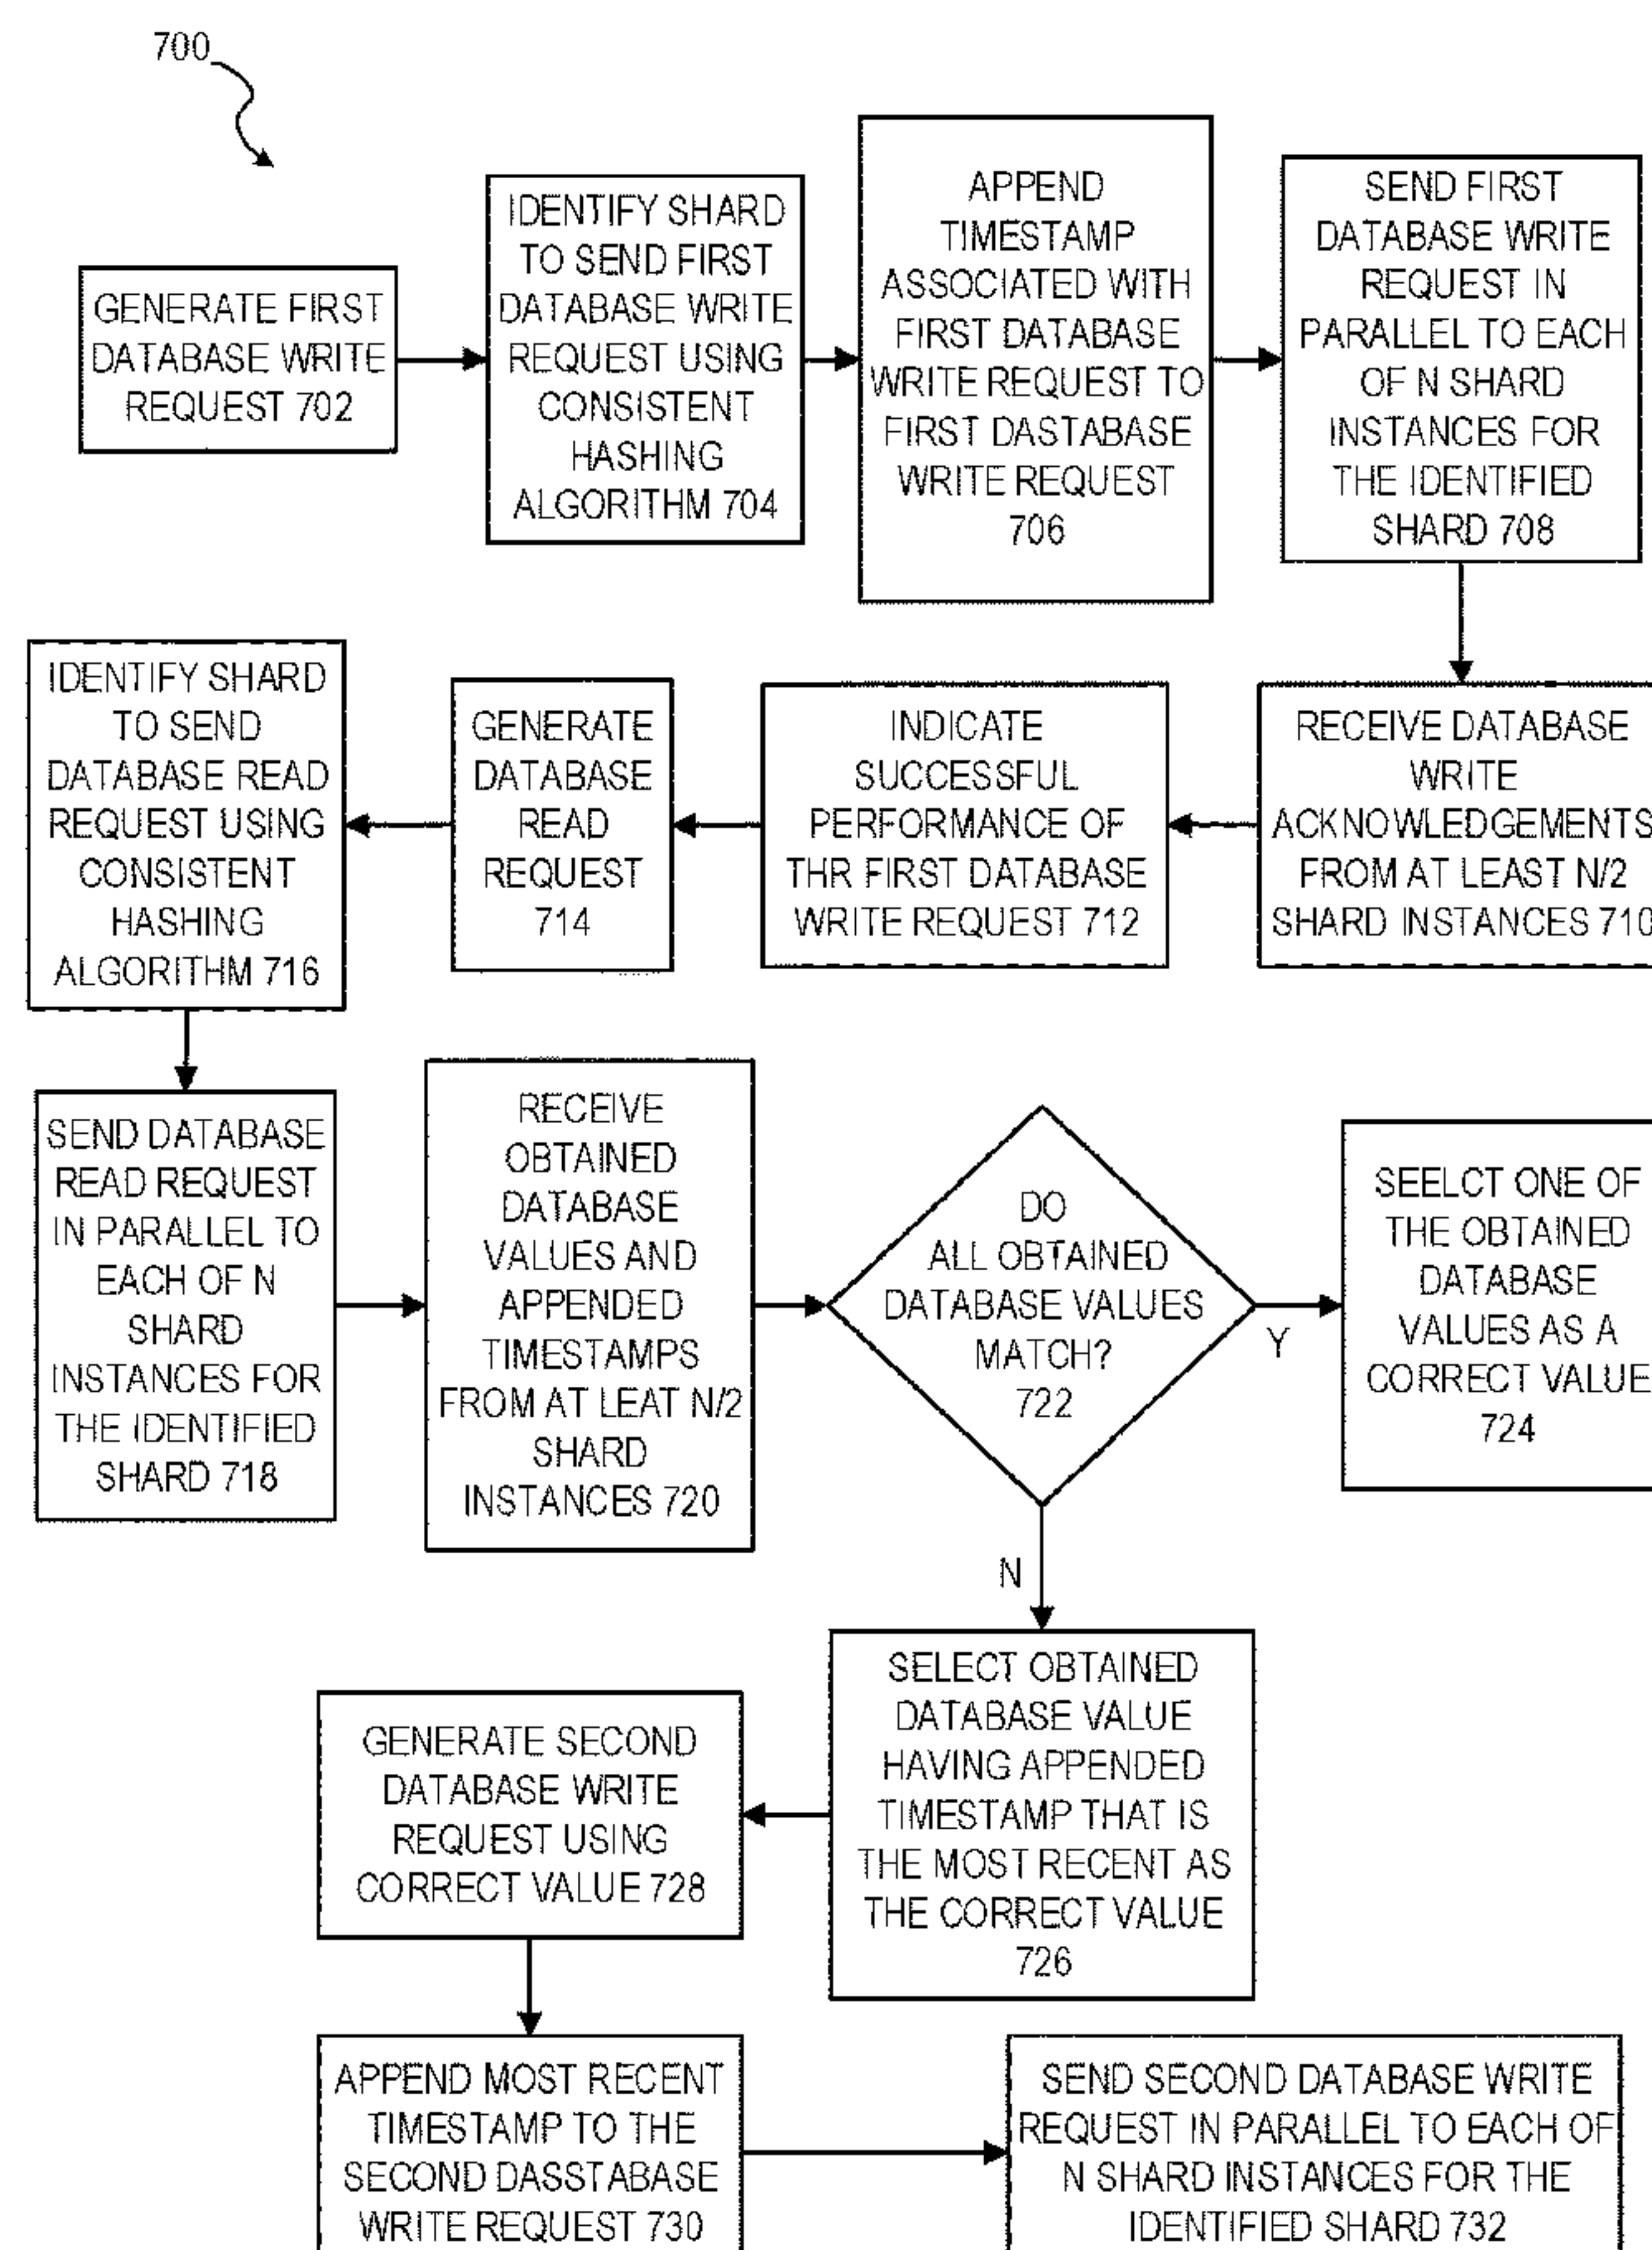 700
GENERATE FIRST
DATABASE WRITE
REQUEST 702
IDENTIFY SHARD
TO SEND FIRST
DATABASE WRITE
REQUEST USING
CONSISTENT
HASHING
ALGORITHM 704
APPEND
TIMESTAMP
ASSOCIATED WITH
FIRST DATABASE
WRITE REQUEST TO
FIRST DASTABASE
WRITE REQUEST
706
SEND FIRST
DATABASE WRITE
REQUEST IN
PARALLEL TO EACH
OF N SHARD
INSTANCES FOR
THE IDENTIFIED
SHARD 708
RECEIVE DATABASE
WRITE
ACKNOWLEDGEMENTS
FROM AT LEAST N/2
SHARD INSTANCES 710
INDICATE
SUCCESSFUL
PERFORMANCE OF
THR FIRST DATABASE
WRITE REQUEST 712
GENERATE
DATABASE
READ
REQUEST
714
IDENTIFY SHARD
TO SEND
DATABASE READ
REQUEST USING
CONSISTENT
HASHING
ALGORITHM 716
SEND DATABASE
READ REQUEST
IN PARALLEL TO
EACH OF N
SHARD
INSTANCES FOR
THE IDENTIFIED
SHARD 718
RECEIVE
OBTAINED
DATABASE
VALUES AND
APPENDED
TIMESTAMPS
FROM AT LEAT N/2
SHARD
INSTANCES 720
DO
ALL OBTAINED
DATABASE VALUES
MATCH?
722
Y
SEELCT ONE OF
THE OBTAINED
DATABASE
VALUES AS A
CORRECT VALUE
724
N
SELECT OBTAINED
DATABASE VALUE
HAVING APPENDED
TIMESTAMP THAT IS
THE MOST RECENT AS
THE CORRECT VALUE
726
GENERATE SECOND
DATABASE WRITE
REQUEST USING
CORRECT VALUE 728
APPEND MOST RECENT
TIMESTAMP TO THE
SECOND DASSTABASE
WRITE REQUEST 730
SEND SECOND DATABASE WRITE
REQUEST IN PARALLEL TO EACH OF
N SHARD INSTANCES FOR THE
IDENTIFIED SHARD 732